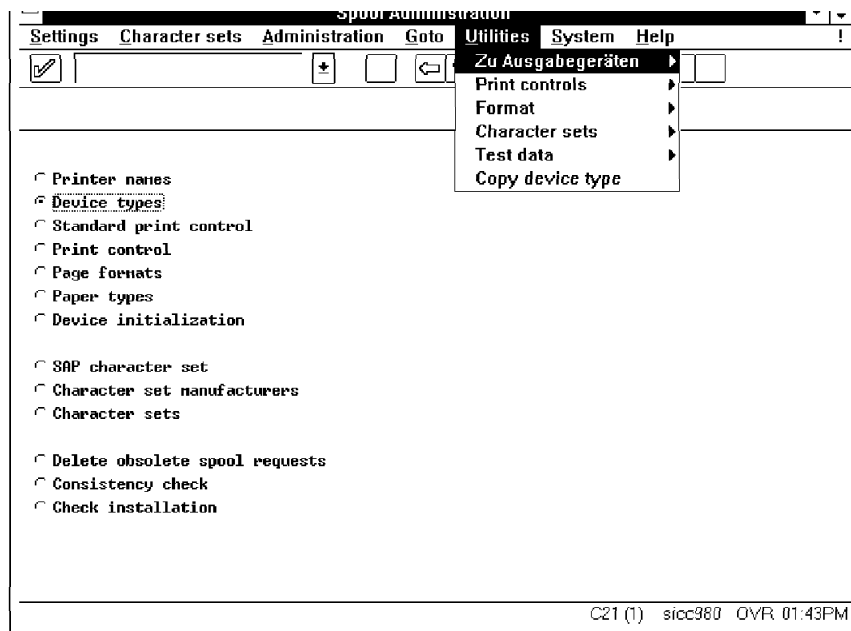 Spool Administration
Settings Character sets Administration Goto Utilities System Help !
Zu Ausgabegeräten
Print controls
Format
Character sets
Test data
Copy device type
Printer names
Device types
Standard print control
Print control
Page formats
Paper types
Device initialization
SAP character set
Character set manufacturers
Character sets
Delete obsolete spool requests
Consistency check
Check installation
C21 (1) sicc980 OVR 01:43PM